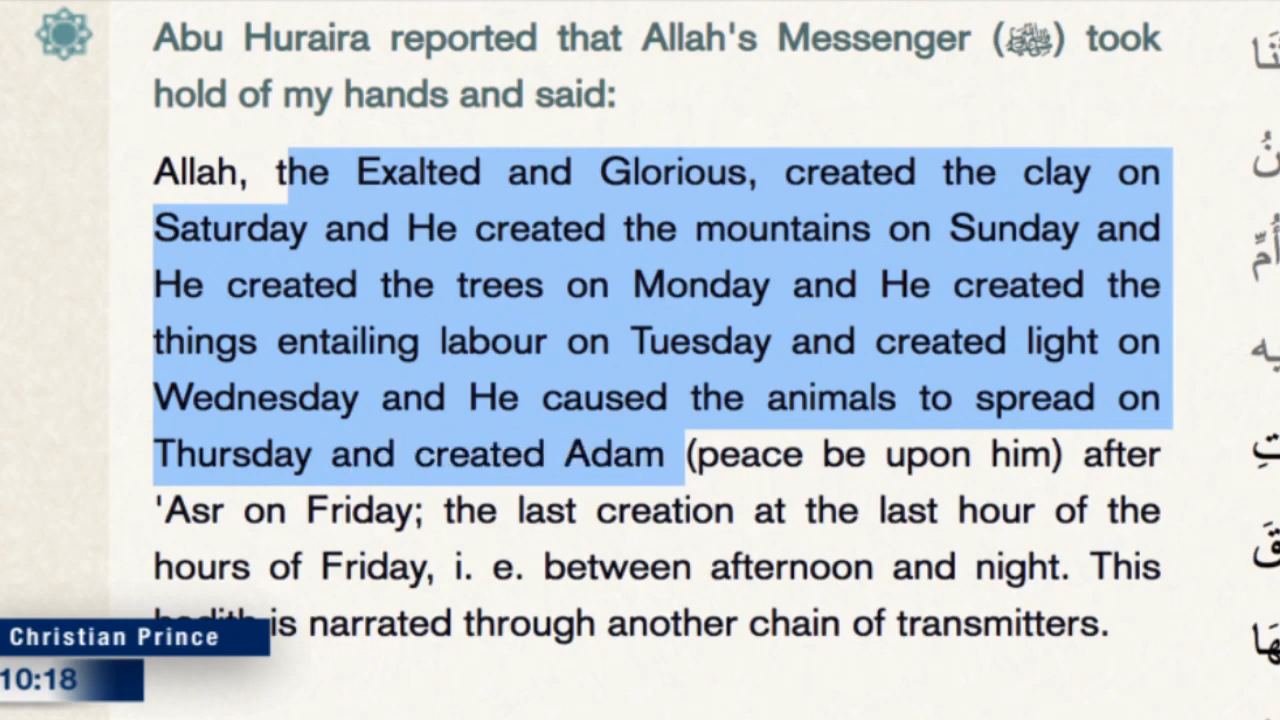 Abu Huraira reported that Allah's Messenger (ﷺ) took
hold of my hands and said:
Allah, the Exalted and Glorious, created the clay on
Saturday and He created the mountains on Sunday and
He created the trees on Monday and He created the
things entailing labour on Tuesday and created light on
Wednesday and He caused the animals to spread on
Thursday and created Adam (peace be upon him) after
'Asr on Friday; the last creation at the last hour of the
hours of Friday, i. e. between afternoon and night. This
hadith is narrated through another chain of transmitters.
Christian Prince
10:18